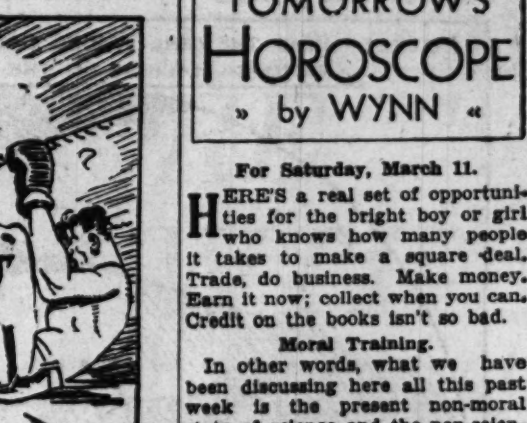 TOMORROW'S
HOROSCOPE
» by WYNN «
For Saturday, March 11.
HERE'S a real set of opportuni-
ties for the bright boy or girl
who knows how many people
it takes to make a square deal.
Trade, do business. Make money.
Earn it now; collect when you can.
Credit on the books isn't so bad.
Moral Training.
In other words, what we have
been discussing here all this past
week is the present non-moral
?